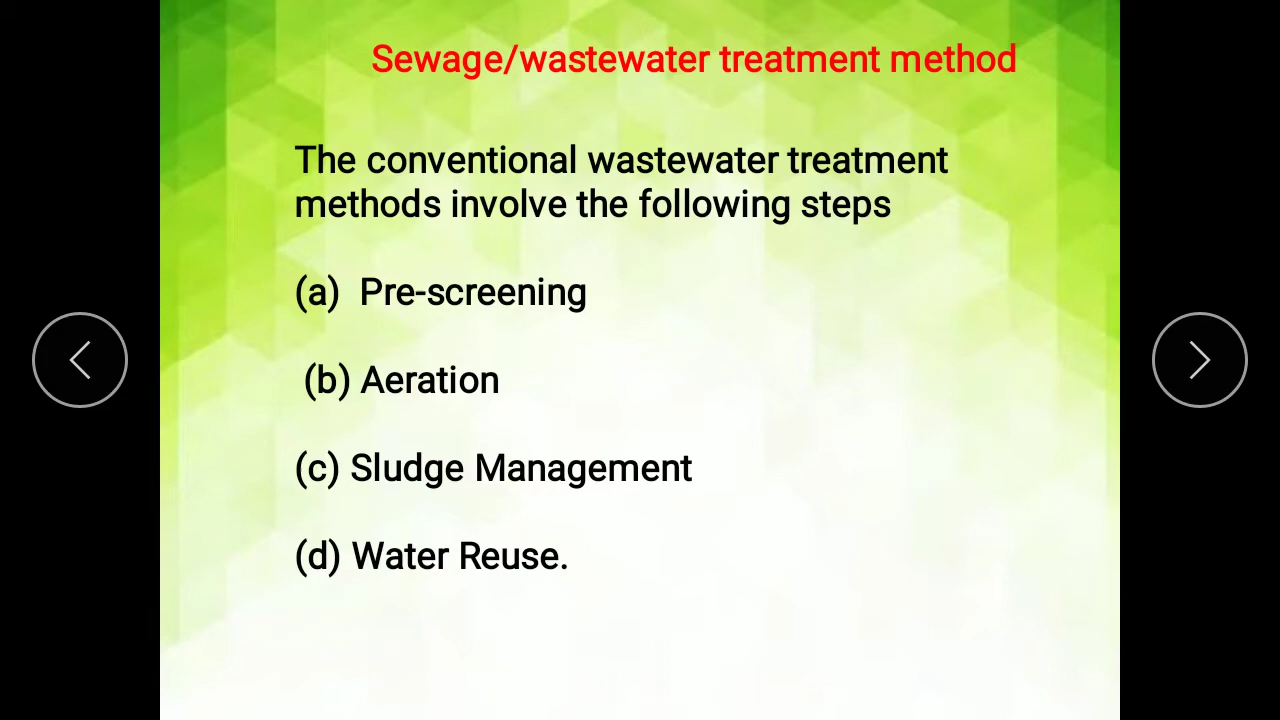 Sewage/wastewater treatment method
The conventional wastewater treatment
methods involve the following steps
(a) Pre-screening
(b) Aeration
(c) Sludge Management
(d) Water Reuse.